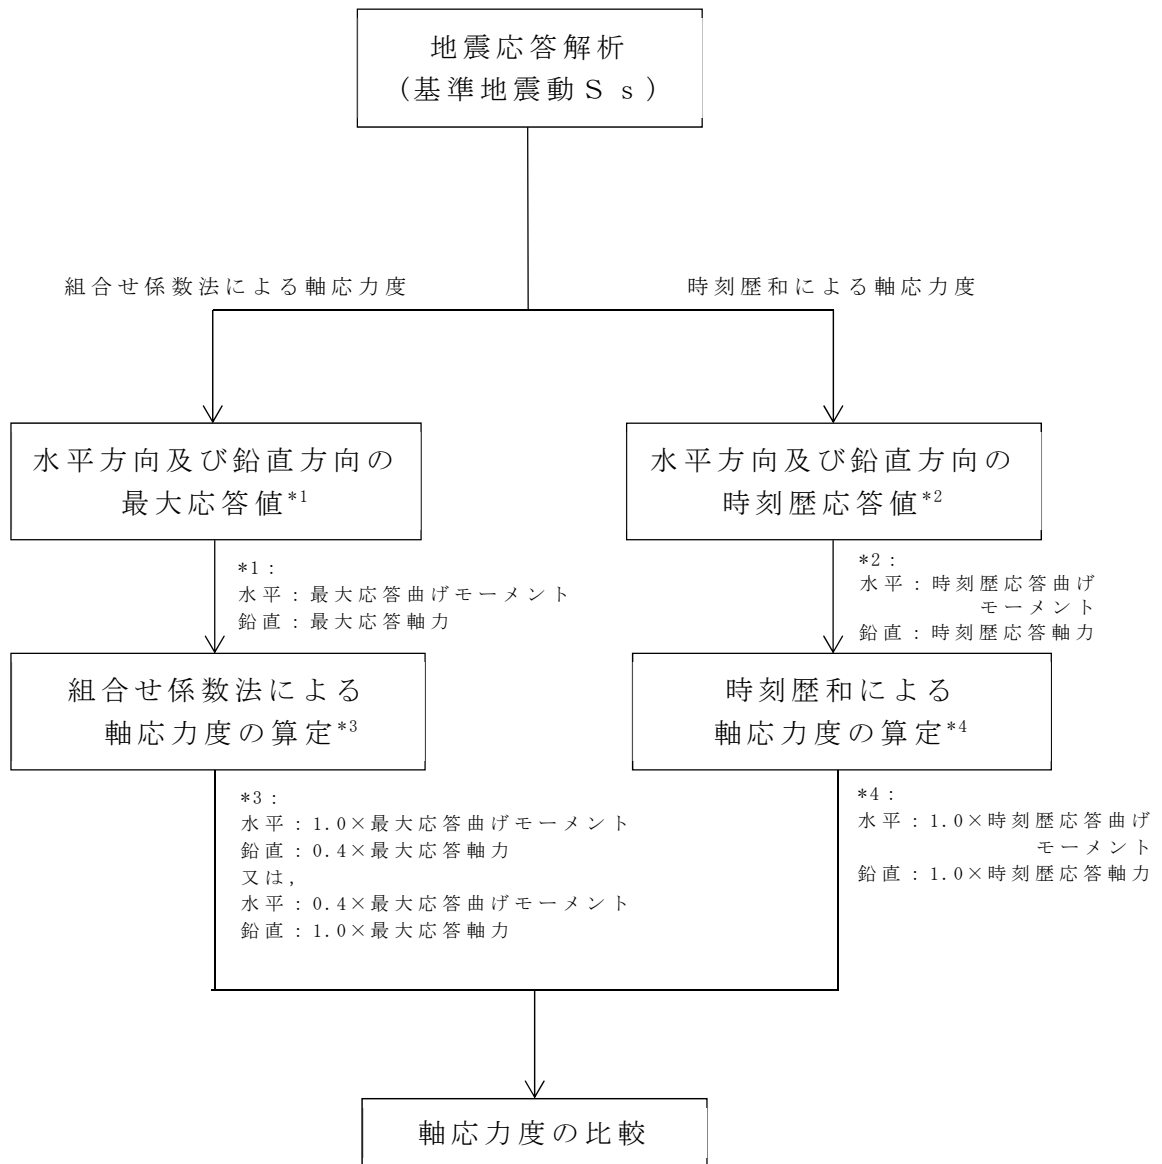 地震応答解析
(基準地震動Ｓｓ)
組合せ係数法による軸応力度
時刻歴和による軸応力度
水平方向及び鉛直方向の
最大応答値*1
水平方向及び鉛直方向の
時刻歴応答値*2
*1：
水平：最大応答曲げモーメント
鉛直：最大応答軸力
*2：
水平：時刻歴応答曲げ
モーメント
鉛直：時刻歴応答軸力
組合せ係数法による
軸応力度の算定*3
時刻歴和による
軸応力度の算定*4
*3：
水平：1.0×最大応答曲げモーメント
鉛直：0.4×最大応答軸力
又は，
水平：0.4×最大応答曲げモーメント
鉛直：1.0×最大応答軸力
*4：
水平：1.0×時刻歴応答曲げ
モーメント
鉛直：1.0×時刻歴応答軸力
軸応力度の比較